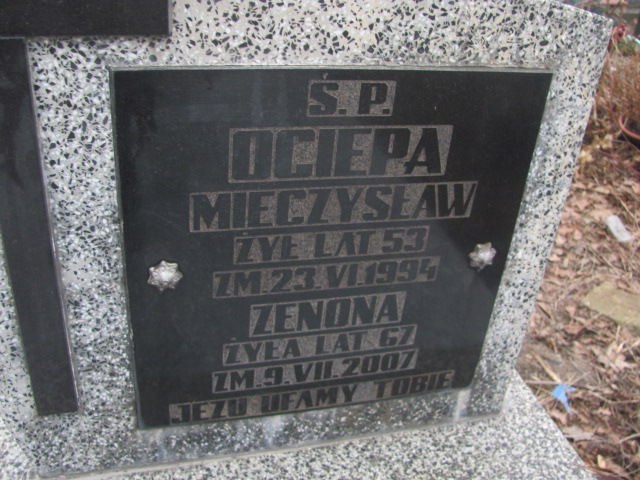 Ś. P.
OCIEPA
MIECZYSŁAW
ŻYŁ LAT 53
ZM. 23. VI. 1994
ZENONA
ŻYŁA LAT 67
ZM. 9. VII. 2007
JEZU UFAMY TOBIE